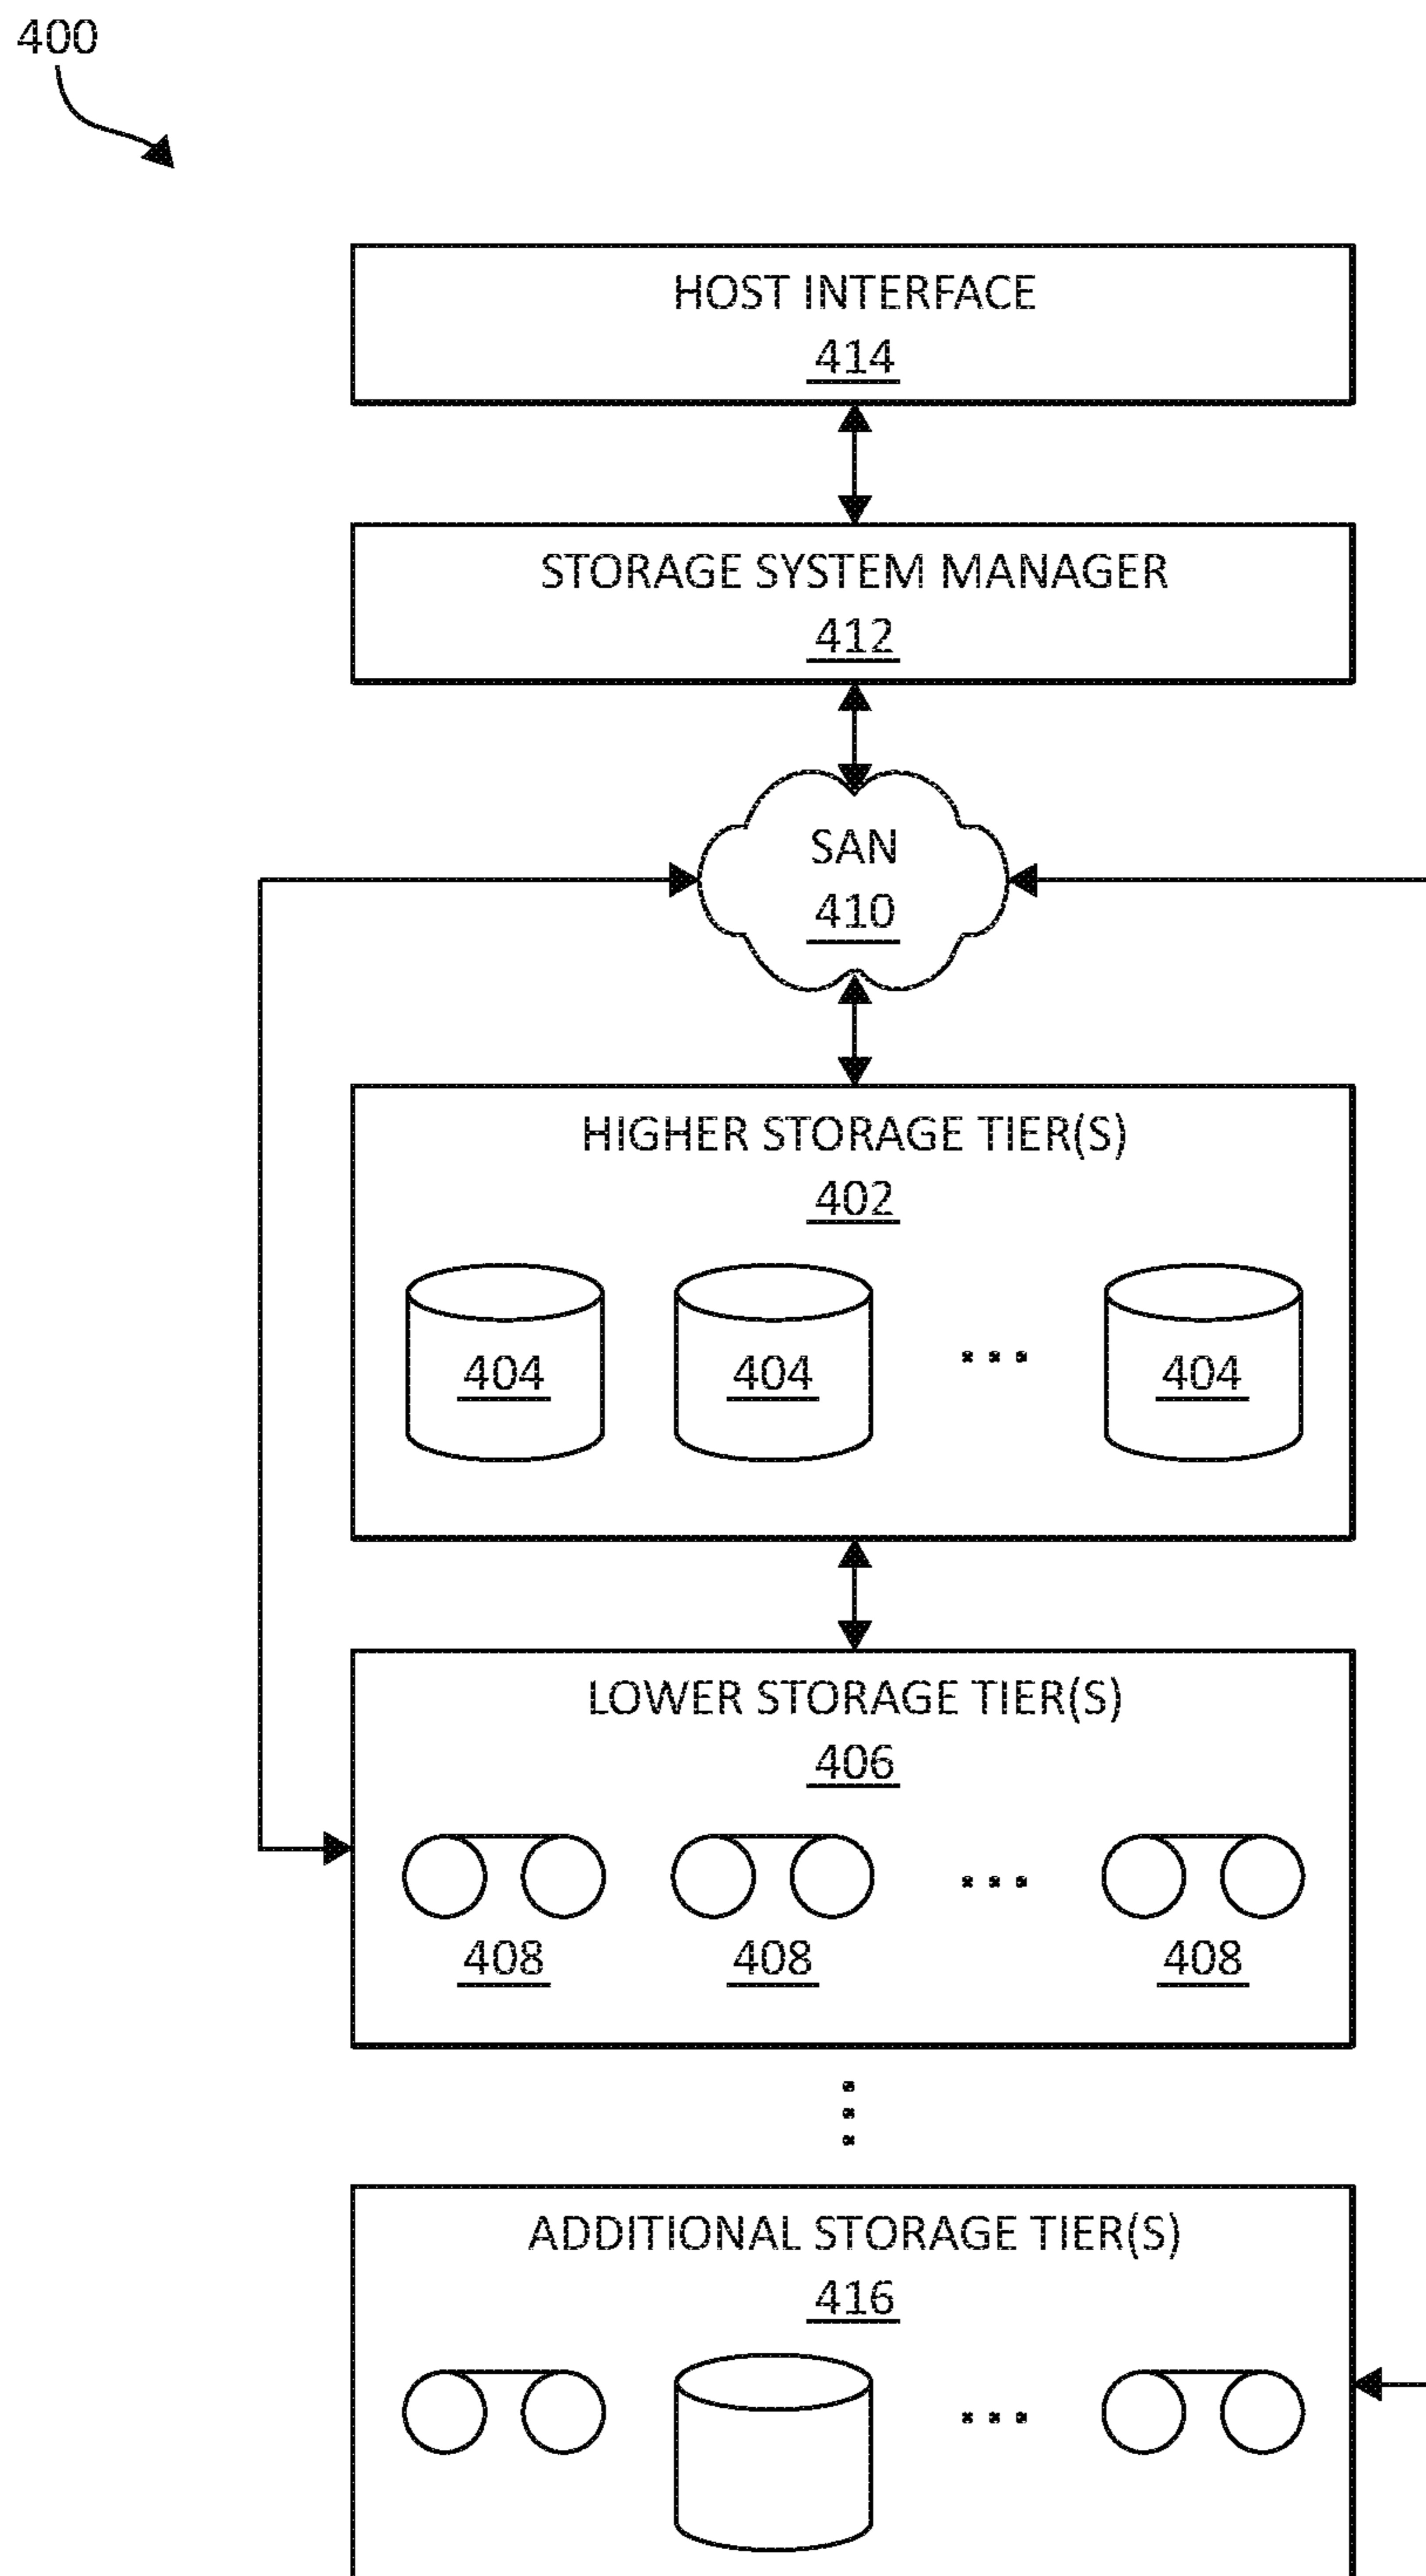 400
HOST INTERFACE
414
STORAGE SYSTEM MANAGER
412
SAN
410
HIGHER STORAGE TIER(S)
402
404 404 ... 404
LOWER STORAGE TIER(S)
406
...
408 408 408
...
ADDITIONAL STORAGE TIER(S)
416
...